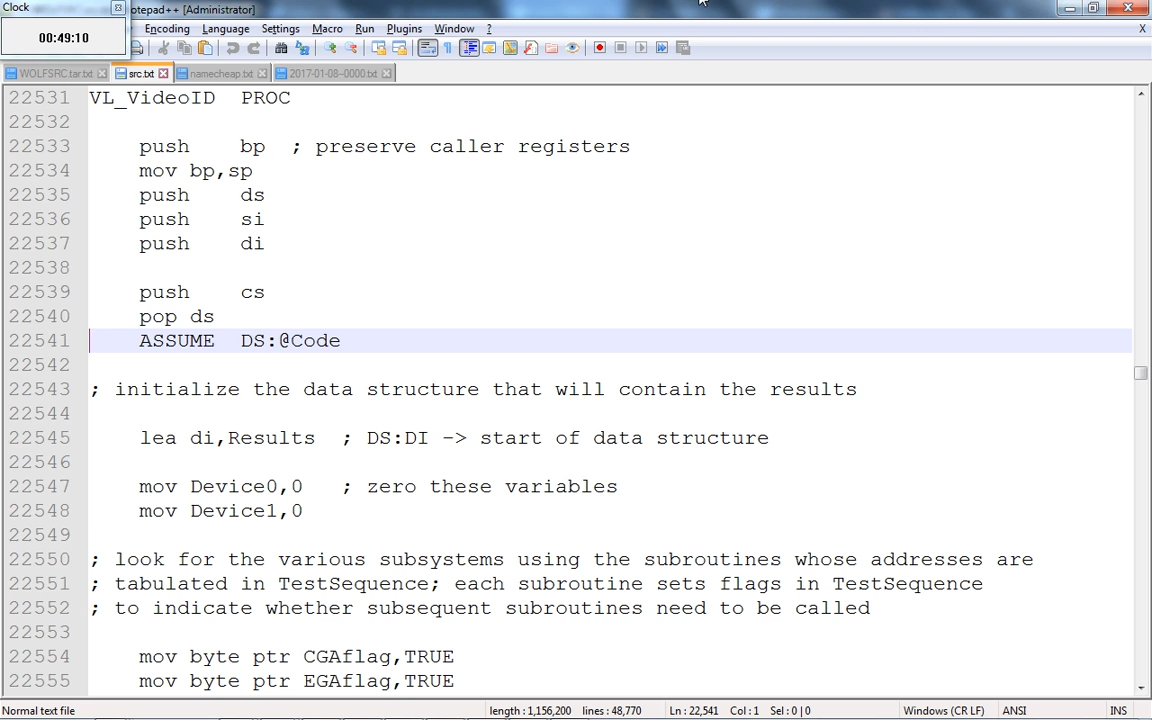 Clock
otepad++ [Administrator]
00:49:10
Encoding Language Settings Macro Run Plugins Window ? X
WOLFSRC.tar.txt src.txt namecheap.txt 2017-01-08--0000.txt
22531 VL_VideoID PROC
22532
22533 push bp ; preserve caller registers
22534 mov bp,sp
22535 push ds
22536 push si
22537 push di
22538
22539 push cs
22540 pop ds
22541 ASSUME DS:@Code
22542
22543 ; initialize the data structure that will contain the results
22544
22545 lea di,Results ; DS:DI -> start of data structure
22546
22547 mov Device0,0 ; zero these variables
22548 mov Device1,0
22549
22550 ; look for the various subsystems using the subroutines whose addresses are
22551 ; tabulated in TestSequence; each subroutine sets flags in TestSequence
22552 ; to indicate whether subsequent subroutines need to be called
22553
22554 mov byte ptr CGAflag,TRUE
22555 mov byte ptr EGAflag,TRUE
Normal text file length : 1,156,200 lines : 48,770 Ln : 22,541 Col : 1 Sel : 0 | 0 Windows (CR LF) ANSI INS